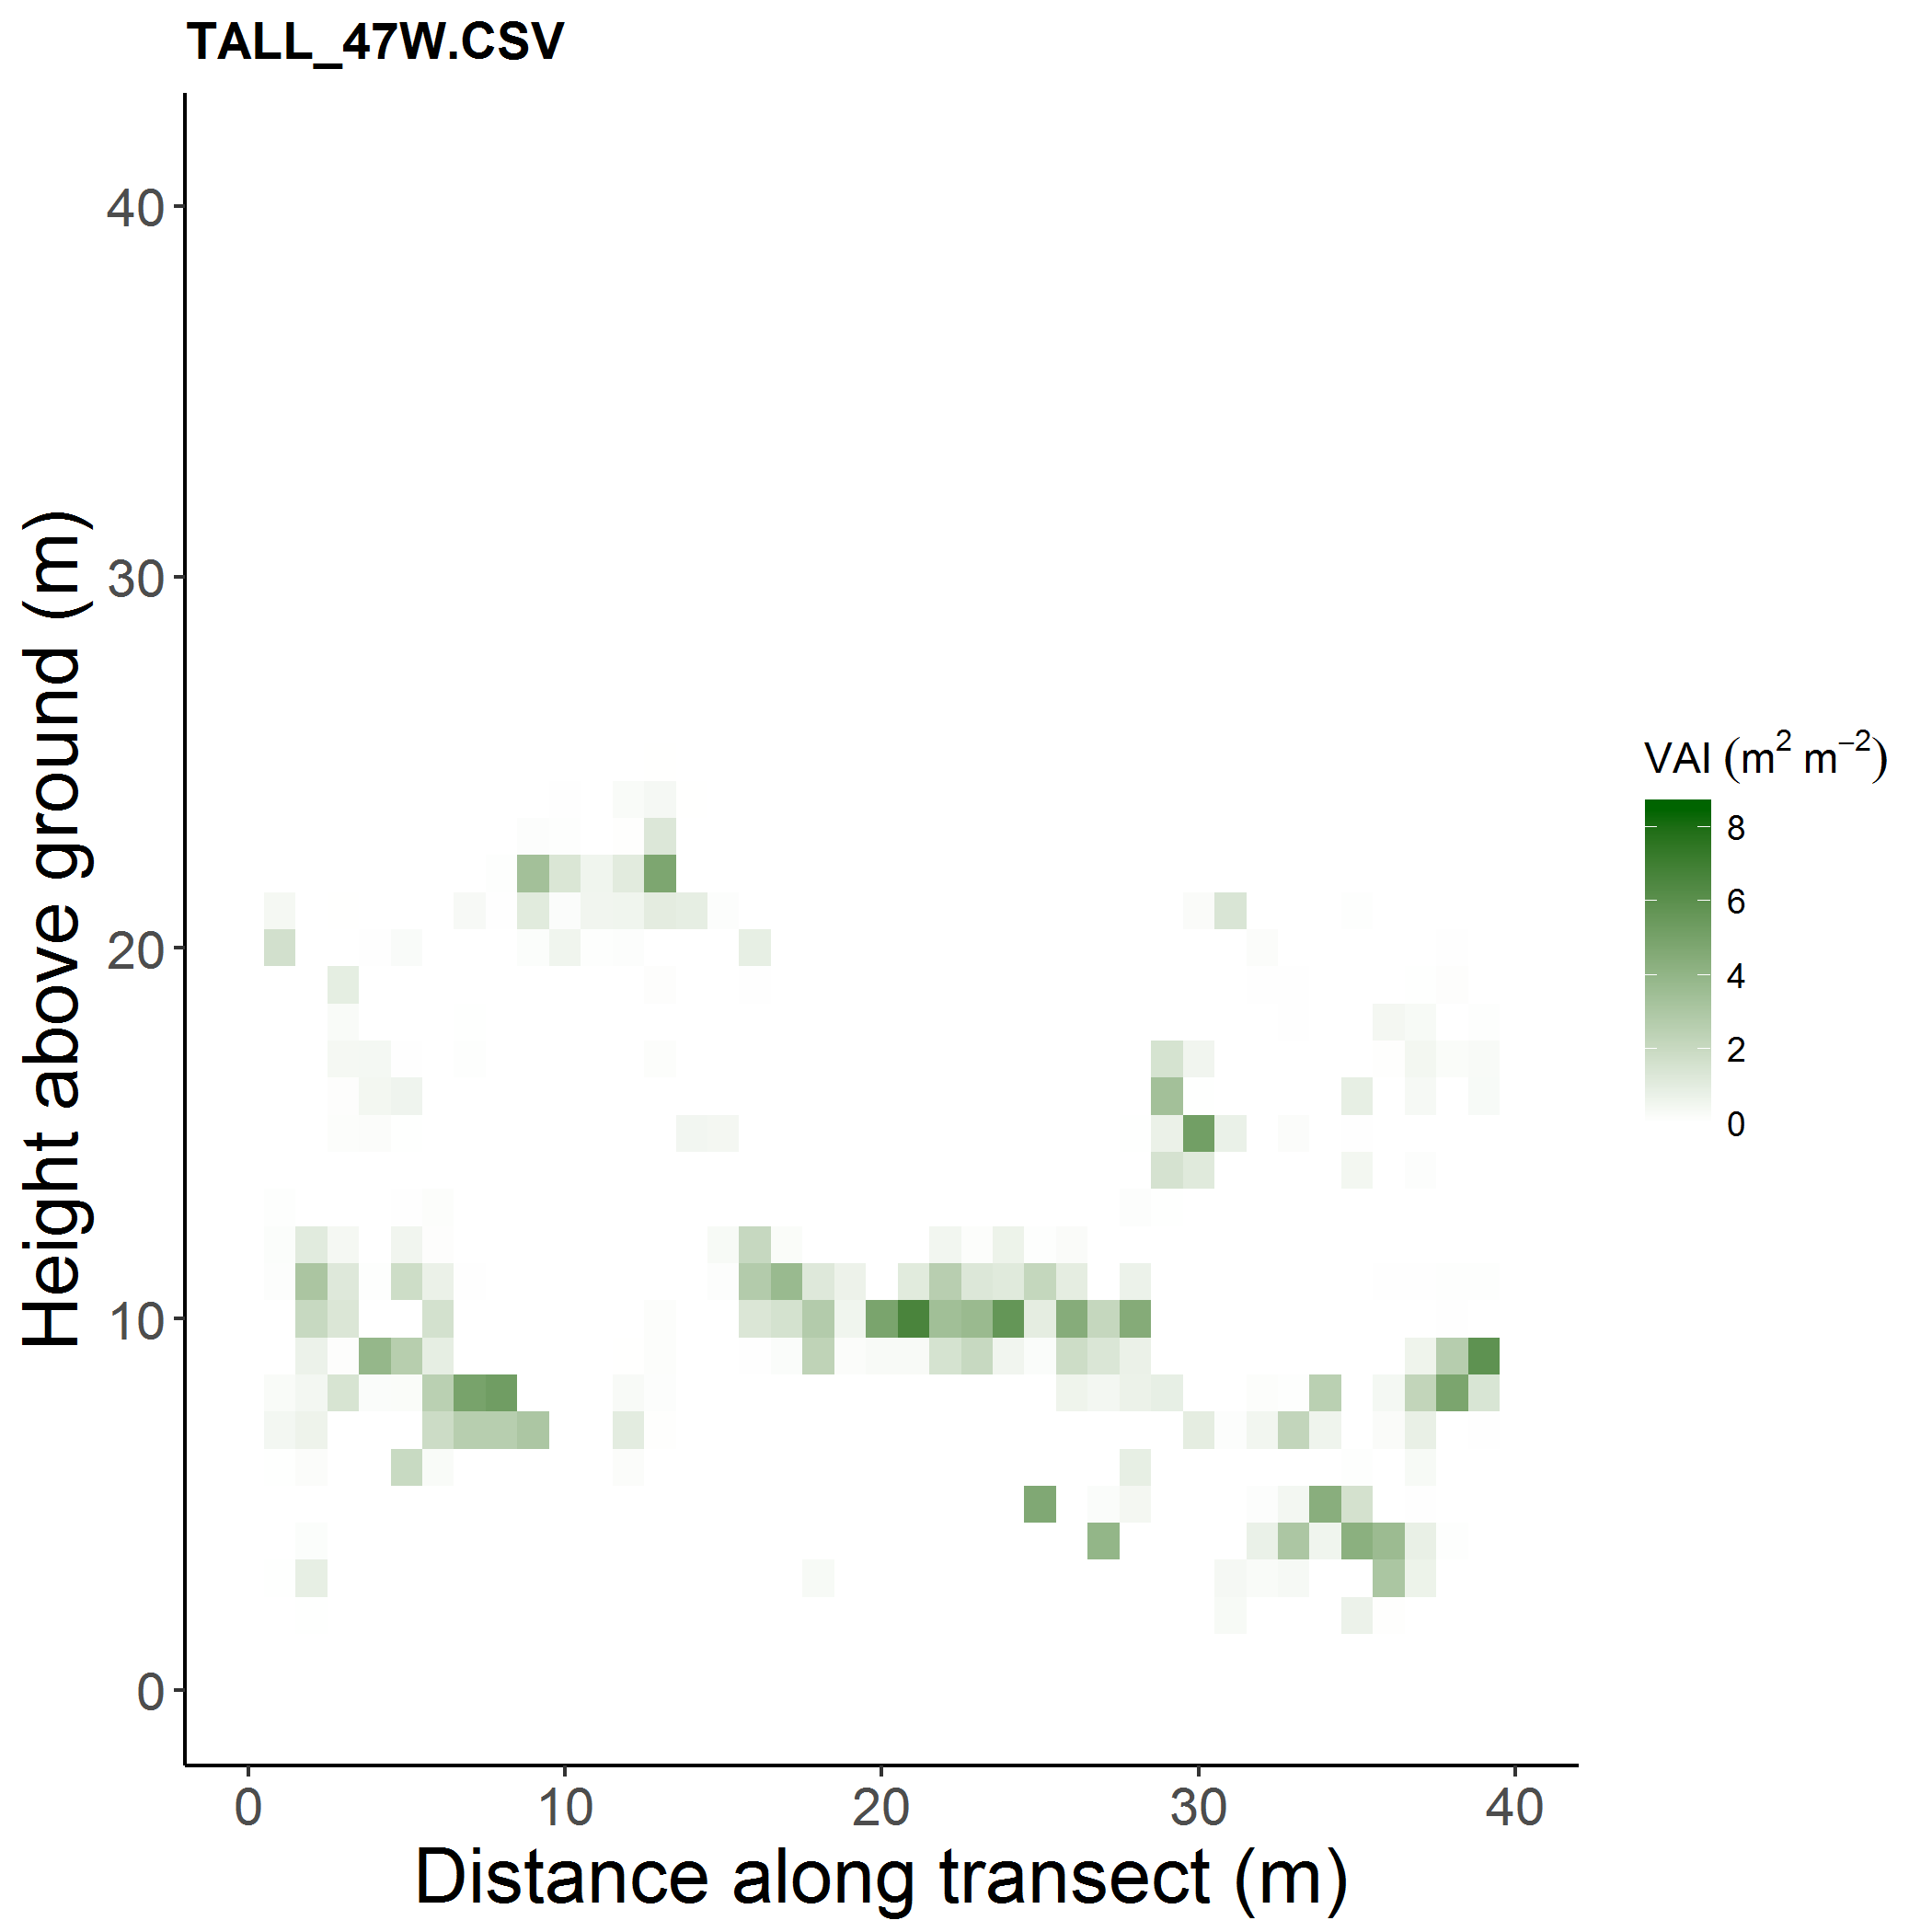 TALL_47W.CSV
Height above ground (m)
40
30
20
10
0
0 10 20 30 40
Distance along transect (m)
VAI (m² m⁻²)
8
6
4
2
0